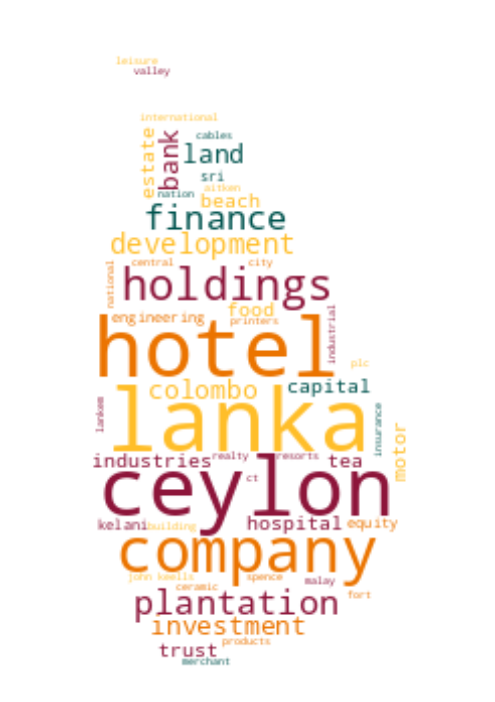 leisure
valley
international
cables
estate
bank
land
sri
aitken
nation
beach
finance
development
central
city
national
holdings
food
engineering
printers
industrial
hotel
plc
colombo
capital
lanka
lankem
insurance
motor
industries
realty
resorts
tea
ct
ceylon
kelani
building
hospital
equity
company
john keells
spence
malay
ceramic
fort
plantation
investment
products
trust
merchant